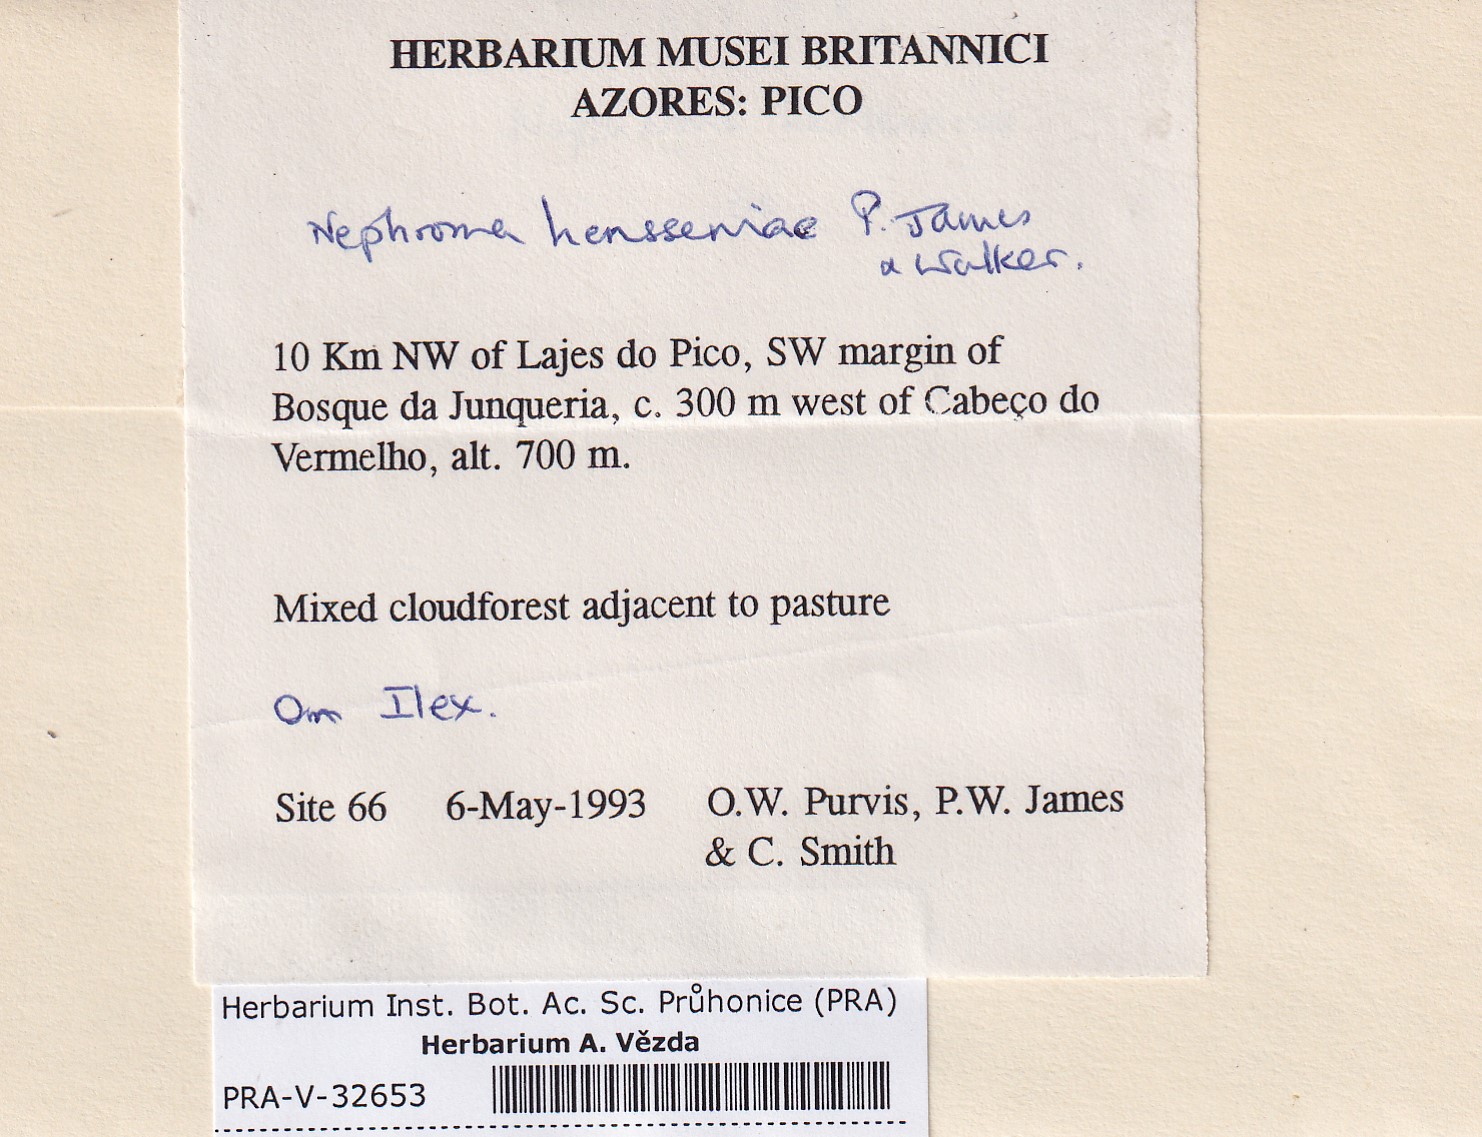 HERBARIUM MUSEI BRITANNICI
AZORES: PICO
Nephroma hensseniae P. James
& Walker.
10 Km NW of Lajes do Pico, SW margin of
Bosque da Junqueria, c. 300 m west of Cabeço do
Vermelho, alt. 700 m.
Mixed cloudforest adjacent to pasture
On Ilex.
Site 66 6-May-1993 O.W. Purvis, P.W. James
& C. Smith
Herbarium Inst. Bot. Ac. Sc. Průhonice (PRA)
Herbarium A. Vězda
PRA-V-32653